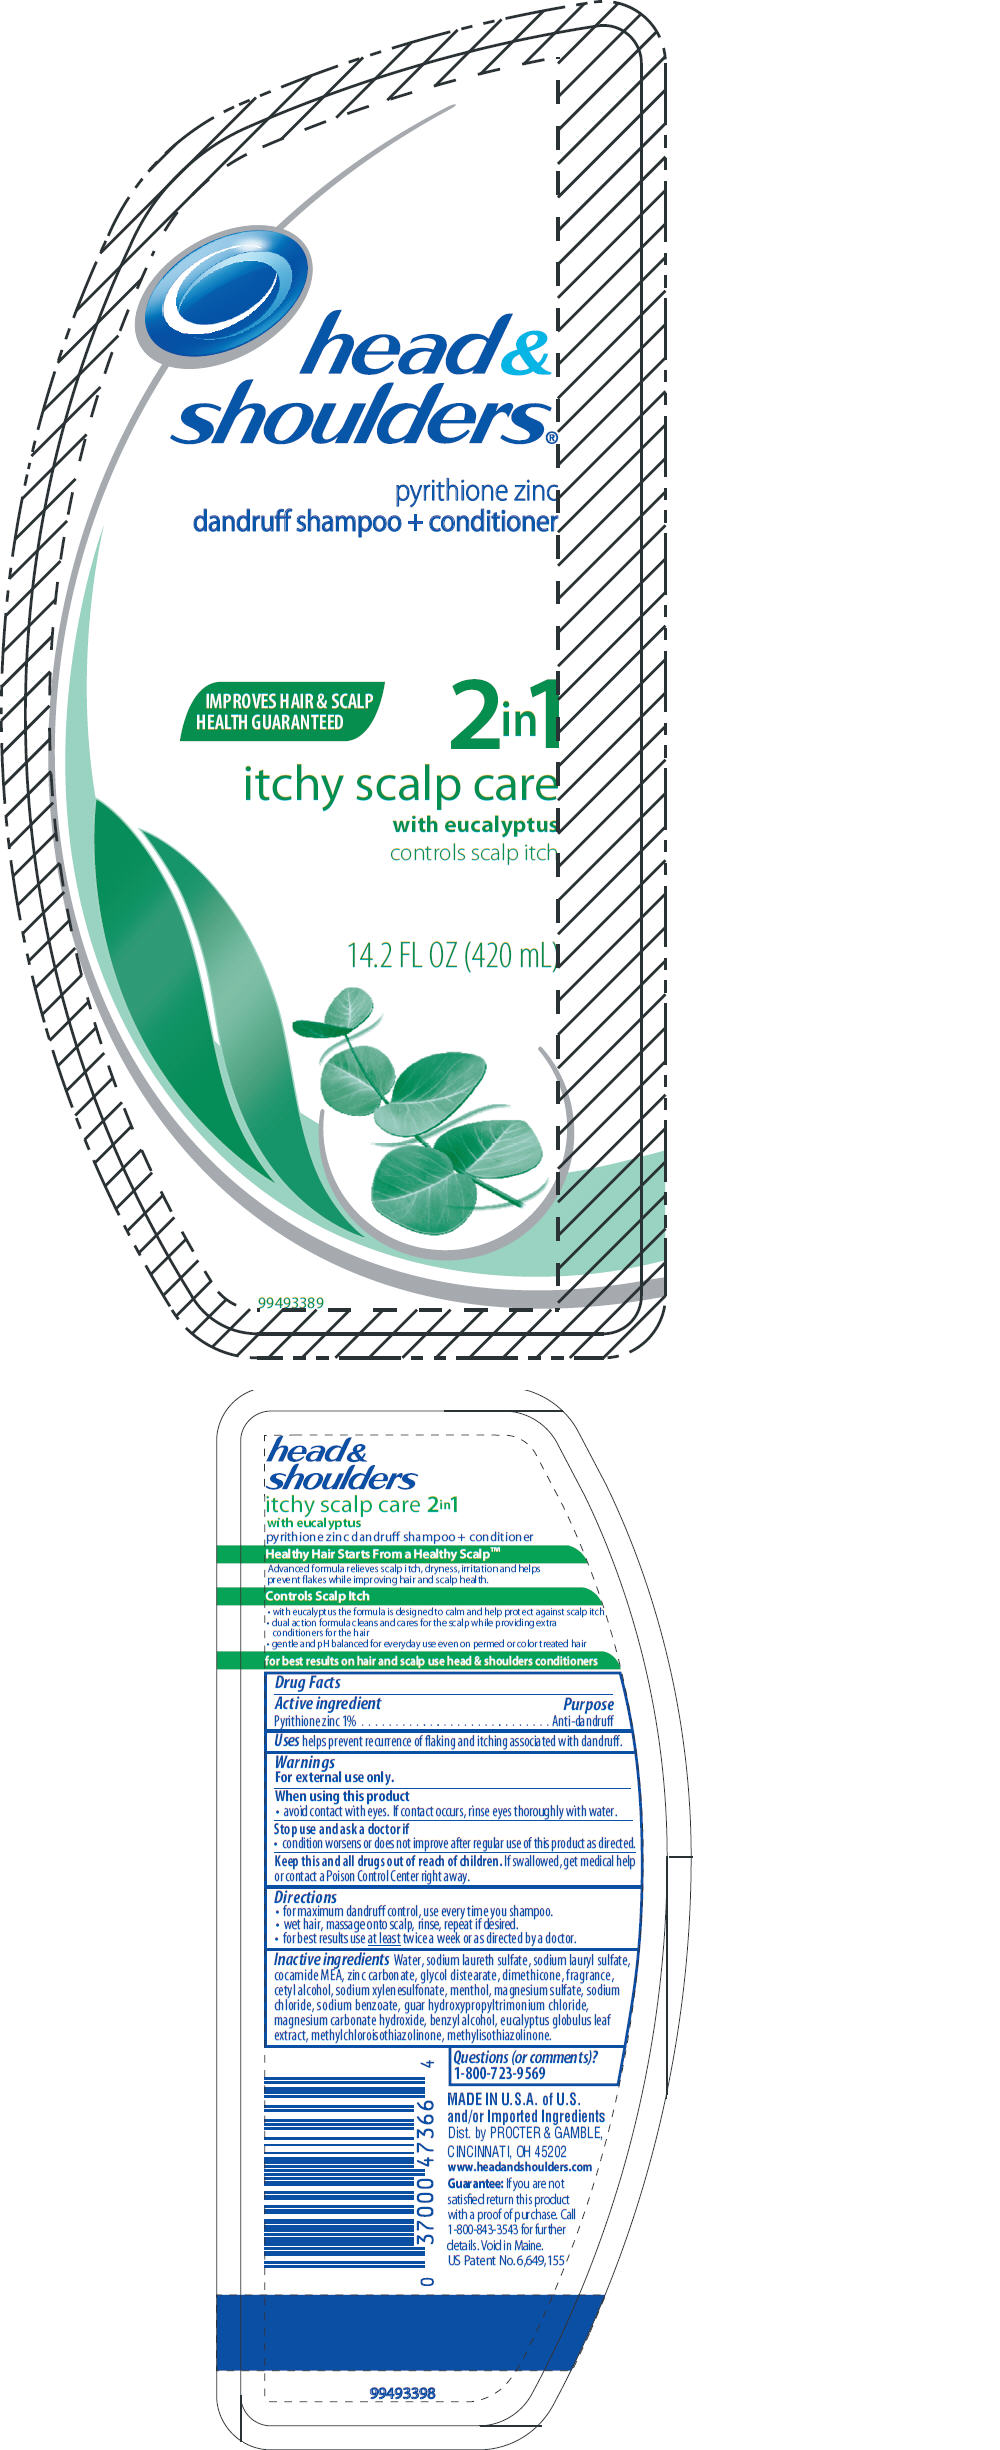 head &
shoulders®
pyrithione zinc
dandruff shampoo + conditioner
IMPROVES HAIR & SCALP
HEALTH GUARANTEED
2in1
itchy scalp care
with eucalyptus
controls scalp itch
14.2 FL OZ (420 mL)
99493389
head &
shoulders
itchy scalp care 2in1
with eucalyptus
pyrithione zinc dandruff shampoo + conditioner
Healthy Hair Starts From a Healthy Scalp™
Advanced formula relieves scalp itch, dryness, irritation and helps
prevent flakes while improving hair and scalp health.
Controls Scalp Itch
• with eucalyptus the formula is designed to calm and help protect against scalp itch
• dual action formula cleans and cares for the scalp while providing extra
conditioners for the hair
• gentle and pH balanced for everyday use even on permed or color treated hair
for best results on hair and scalp use head & shoulders conditioners
Drug Facts
Active ingredient Purpose
Pyrithione zinc 1% . . . . . . . . . . . . . . . . . . . . . . . . . . . . Anti-dandruff
Uses helps prevent recurrence of flaking and itching associated with dandruff.
Warnings
For external use only.
When using this product
• avoid contact with eyes. If contact occurs, rinse eyes thoroughly with water.
Stop use and ask a doctor if
• condition worsens or does not improve after regular use of this product as directed.
Keep this and all drugs out of reach of children. If swallowed, get medical help
or contact a Poison Control Center right away.
Directions
• for maximum dandruff control, use every time you shampoo.
• wet hair, massage onto scalp, rinse, repeat if desired.
• for best results use at least twice a week or as directed by a doctor.
Inactive ingredients Water, sodium laureth sulfate, sodium lauryl sulfate,
cocamide MEA, zinc carbonate, glycol distearate, dimethicone, fragrance,
cetyl alcohol, sodium xylenesulfonate, menthol, magnesium sulfate, sodium
chloride, sodium benzoate, guar hydroxypropyltrimonium chloride,
magnesium carbonate hydroxide, benzyl alcohol, eucalyptus globulus leaf
extract, methylchloroisothiazolinone, methylisothiazolinone.
Questions (or comments)?
1-800-723-9569
0 37000 47366 4
MADE IN U.S.A. of U.S.
and/or Imported Ingredients
Dist. by PROCTER & GAMBLE,
CINCINNATI, OH 45202
www.headandshoulders.com
Guarantee: If you are not
satisfied return this product
with a proof of purchase. Call
1-800-843-3543 for further
details. Void in Maine.
US Patent No. 6,649,155
99493398